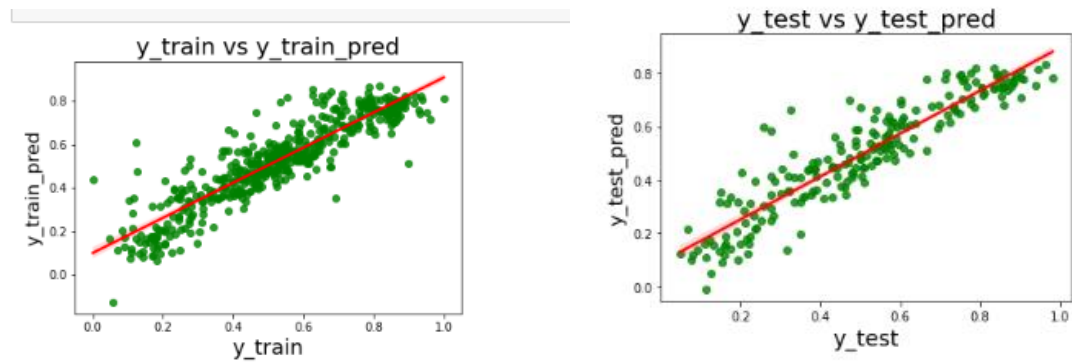 y_train vs y_train_pred
y_train_pred
0.8
0.6
0.4
0.2
0.0
0.0 0.2 0.4 0.6 0.8 1.0
y_train
y_test vs y_test_pred
y_test_pred
0.8
0.6
0.4
0.2
0.0
0.2 0.4 0.6 0.8 1.0
y_test